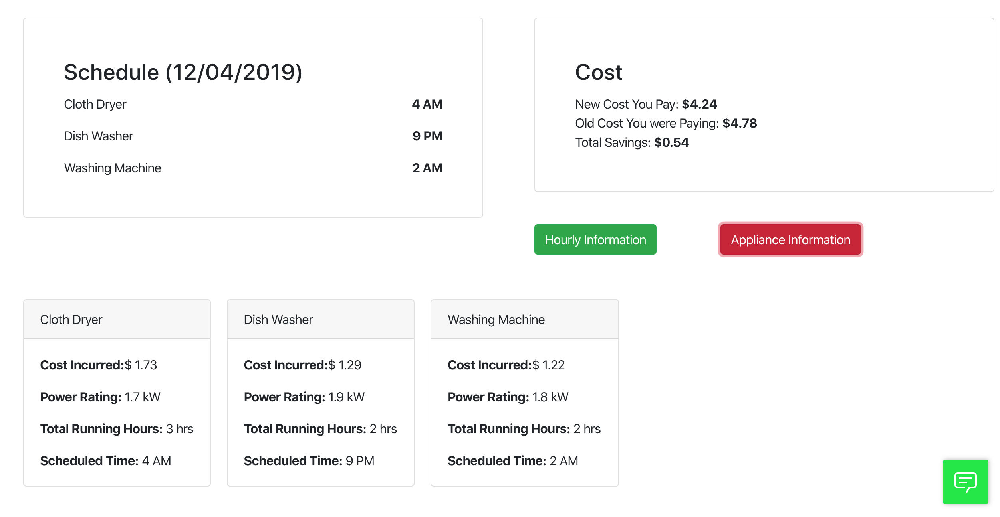 Schedule (12/04/2019)
Cloth Dryer 4 AM
Dish Washer 9 PM
Washing Machine 2 AM
Cost
New Cost You Pay: $4.24
Old Cost You were Paying: $4.78
Total Savings: $0.54
Hourly Information
Appliance Information
Cloth Dryer
Cost Incurred:$ 1.73
Power Rating: 1.7 kW
Total Running Hours: 3 hrs
Scheduled Time: 4 AM
Dish Washer
Cost Incurred:$ 1.29
Power Rating: 1.9 kW
Total Running Hours: 2 hrs
Scheduled Time: 9 PM
Washing Machine
Cost Incurred:$ 1.22
Power Rating: 1.8 kW
Total Running Hours: 2 hrs
Scheduled Time: 2 AM